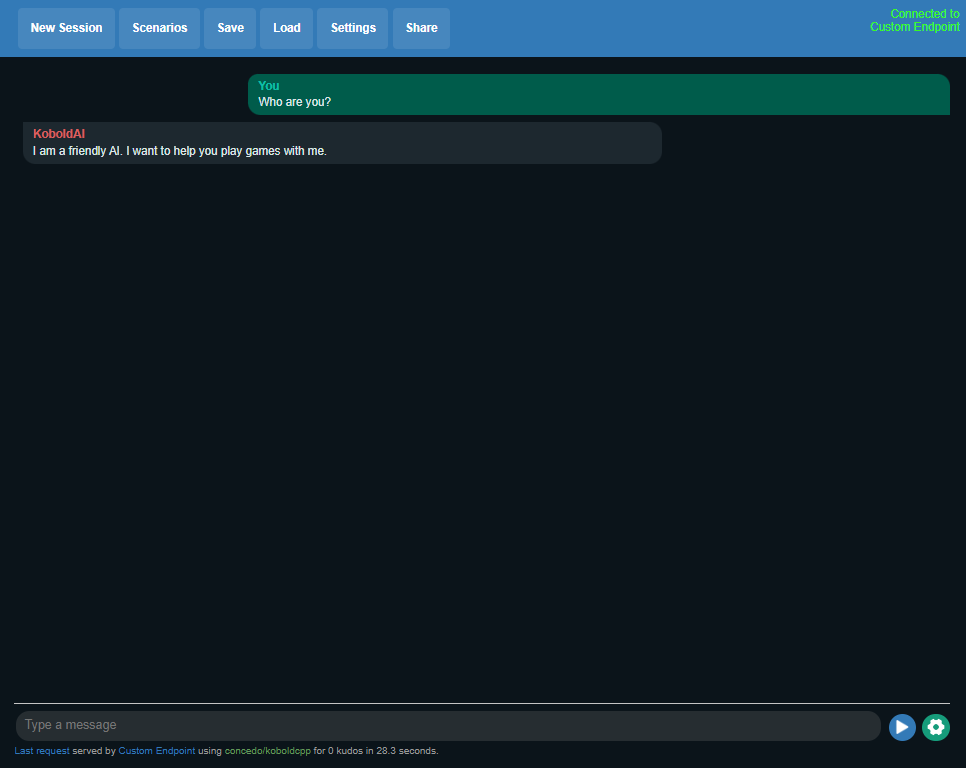 New Session Scenarios Save Load Settings Share
Connected to
Custom Endpoint
You
Who are you?
KoboldAI
I am a friendly AI. I want to help you play games with me.
Type a message
Last request served by Custom Endpoint using concedo/koboldcpp for 0 kudos in 28.3 seconds.